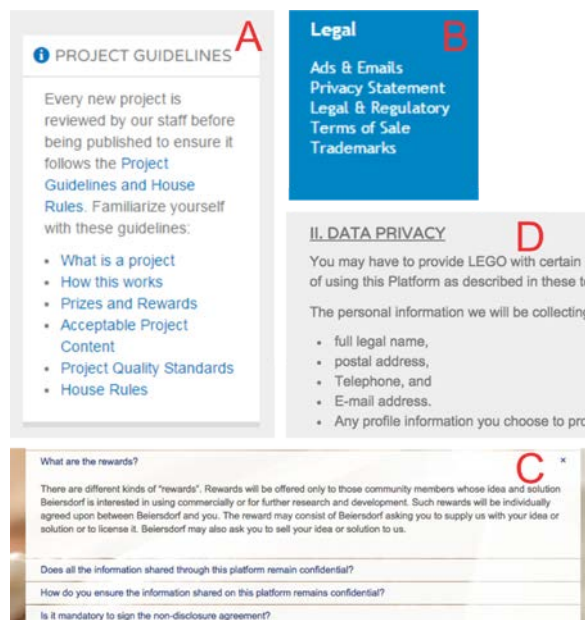 A
PROJECT GUIDELINES
Every new project is
reviewed by our staff before
being published to ensure it
follows the Project
Guidelines and House
Rules. Familiarize yourself
with these guidelines:
• What is a project
• How this works
• Prizes and Rewards
• Acceptable Project
Content
• Project Quality Standards
• House Rules
B
Legal
Ads & Emails
Privacy Statement
Legal & Regulatory
Terms of Sale
Trademarks
D
II. DATA PRIVACY
You may have to provide LEGO with certain
of using this Platform as described in these
The personal information we will be collecting
• full legal name,
• postal address,
• Telephone, and
• E-mail address.
• Any profile information you choose to
C
What are the rewards?
×
There are different kinds of "rewards". Rewards will be offered only to those community members whose idea and solution
Beiersdorf is interested in using commercially or for further research and development. Such rewards will be individually
agreed upon between Beiersdorf and you. The reward may consist of Beiersdorf asking you to supply us with your idea or
solution or to license it. Beiersdorf may also ask you to sell your idea or solution to us.
Does all the information shared through this platform remain confidential?
How do you ensure the information shared on this platform remains confidential?
Is it mandatory to sign the non-disclosure agreement?